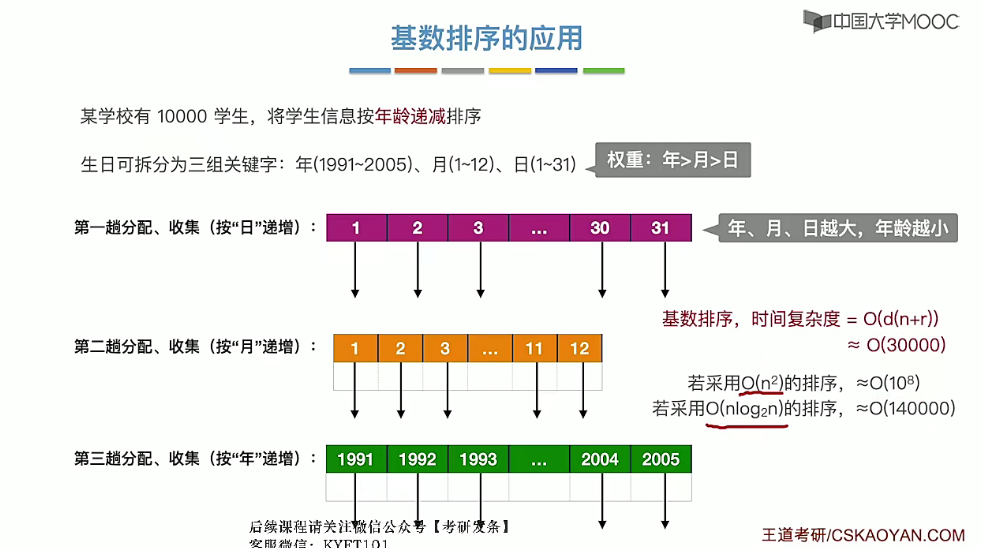 中国大学MOOC
基数排序的应用
某学校有 10000 学生，将学生信息按年龄递减排序
生日可拆分为三组关键字：年(1991~2005)、月(1~12)、日(1~31)
权重：年>月>日
第一趟分配、收集（按“日”递增）：
1 2 3 ... 30 31
年、月、日越大，年龄越小
基数排序，时间复杂度 = O(d(n+r))
≈ O(30000)
第二趟分配、收集（按“月”递增）：
1 2 3 ... 11 12
若采用O(n²)的排序，≈O(10⁸)
若采用O(nlog₂n)的排序，≈O(140000)
第三趟分配、收集（按“年”递增）：
1991 1992 1993 ... 2004 2005
后续课程请关注微信公众号【考研发条】
客服微信：KYFT101
王道考研/CSKAOYAN.COM